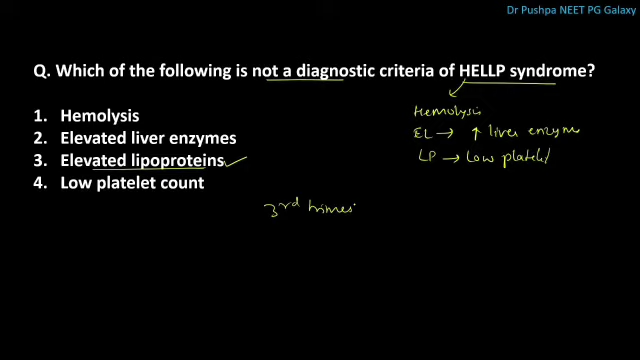 Dr Pushpa NEET PG Galaxy
Q. Which of the following is not a diagnostic criteria of HELLP syndrome?
1. Hemolysis
2. Elevated liver enzymes
3. Elevated lipoproteins
4. Low platelet count
Hemolysis
EL → ↑ liver enzyme
LP → Low platelet
3rd trimes